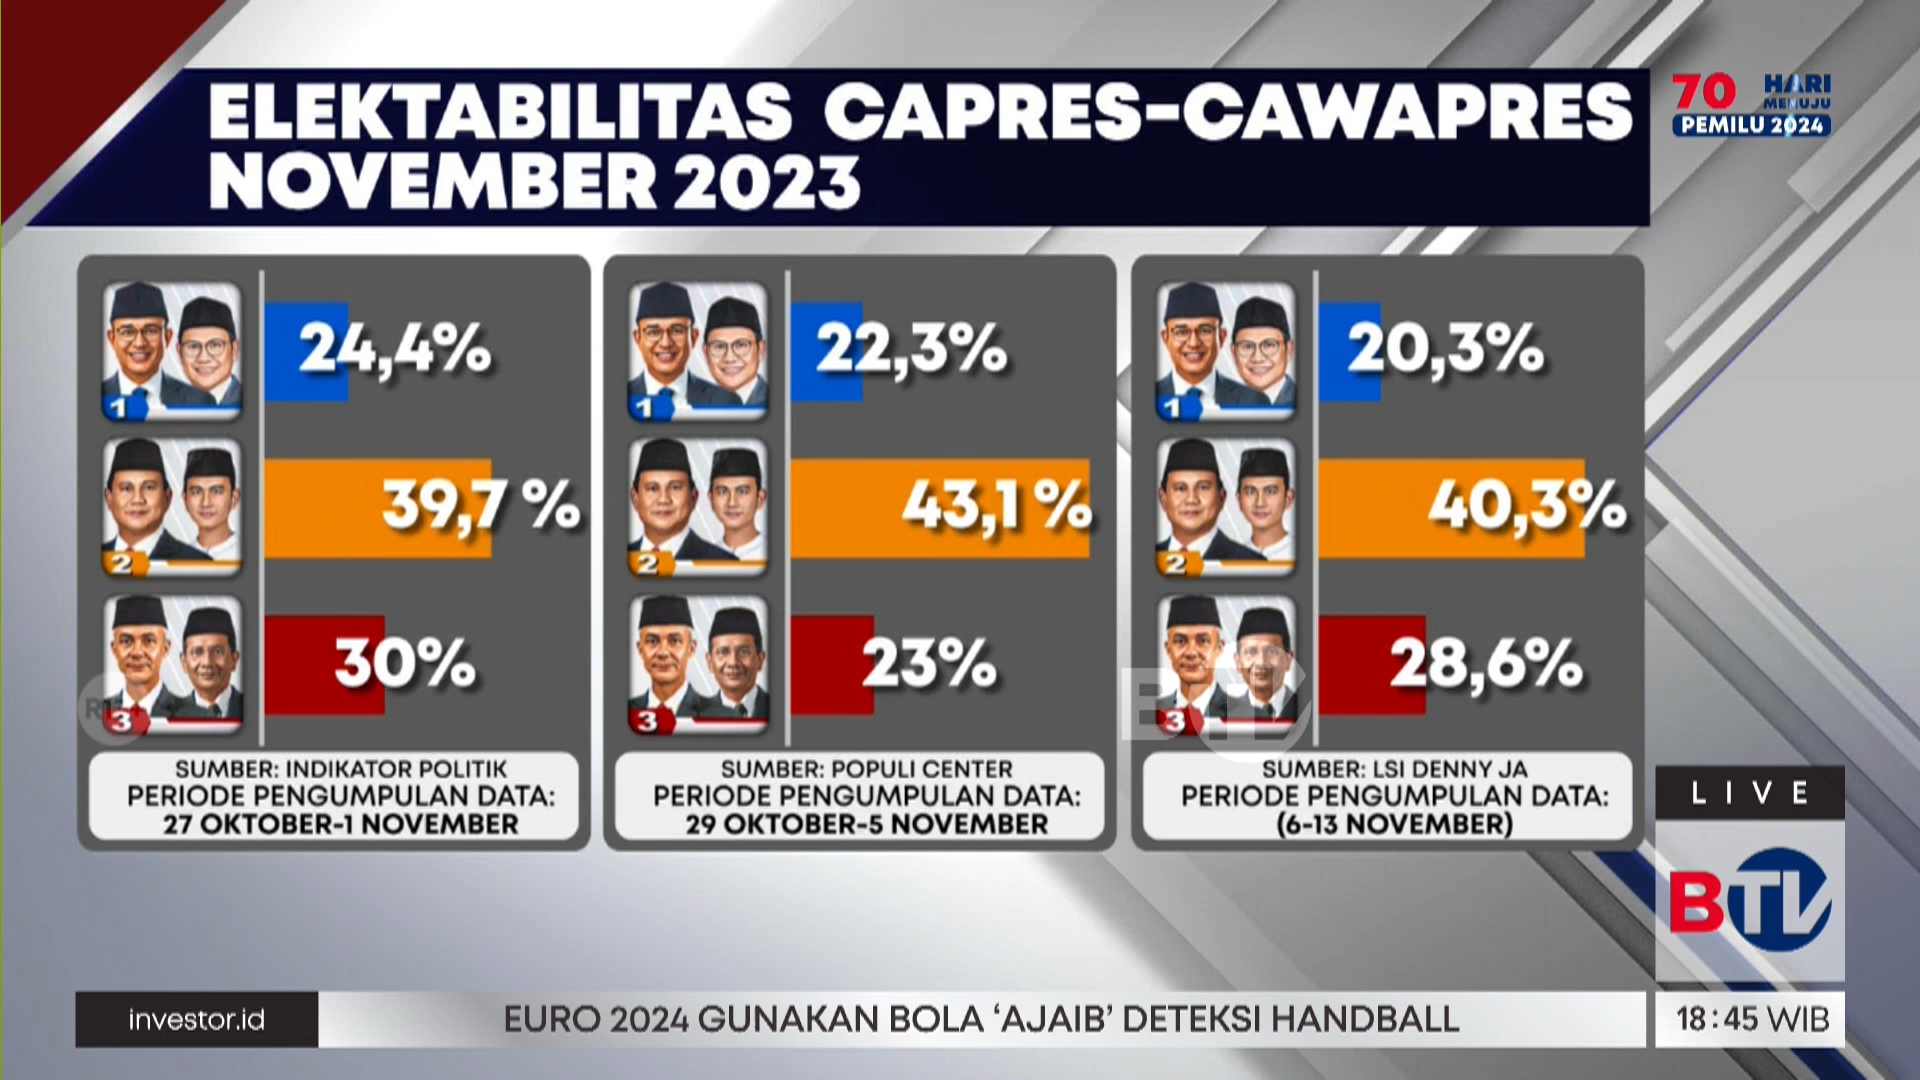 ELEKTABILITAS CAPRES-CAWAPRES
NOVEMBER 2023
70 HARI
MENUJU
PEMILU 2024
24,4%
1
39,7 %
2
30%
3
SUMBER: INDIKATOR POLITIK
PERIODE PENGUMPULAN DATA:
27 OKTOBER-1 NOVEMBER
22,3%
1
43,1 %
2
23%
3
SUMBER: POPULI CENTER
PERIODE PENGUMPULAN DATA:
29 OKTOBER-5 NOVEMBER
20,3%
1
40,3%
2
28,6%
3
BTV
SUMBER: LSI DENNY JA
PERIODE PENGUMPULAN DATA:
(6-13 NOVEMBER)
LIVE
BTV
investor.id
EURO 2024 GUNAKAN BOLA ‘AJAIB’ DETEKSI HANDBALL
18:45 WIB